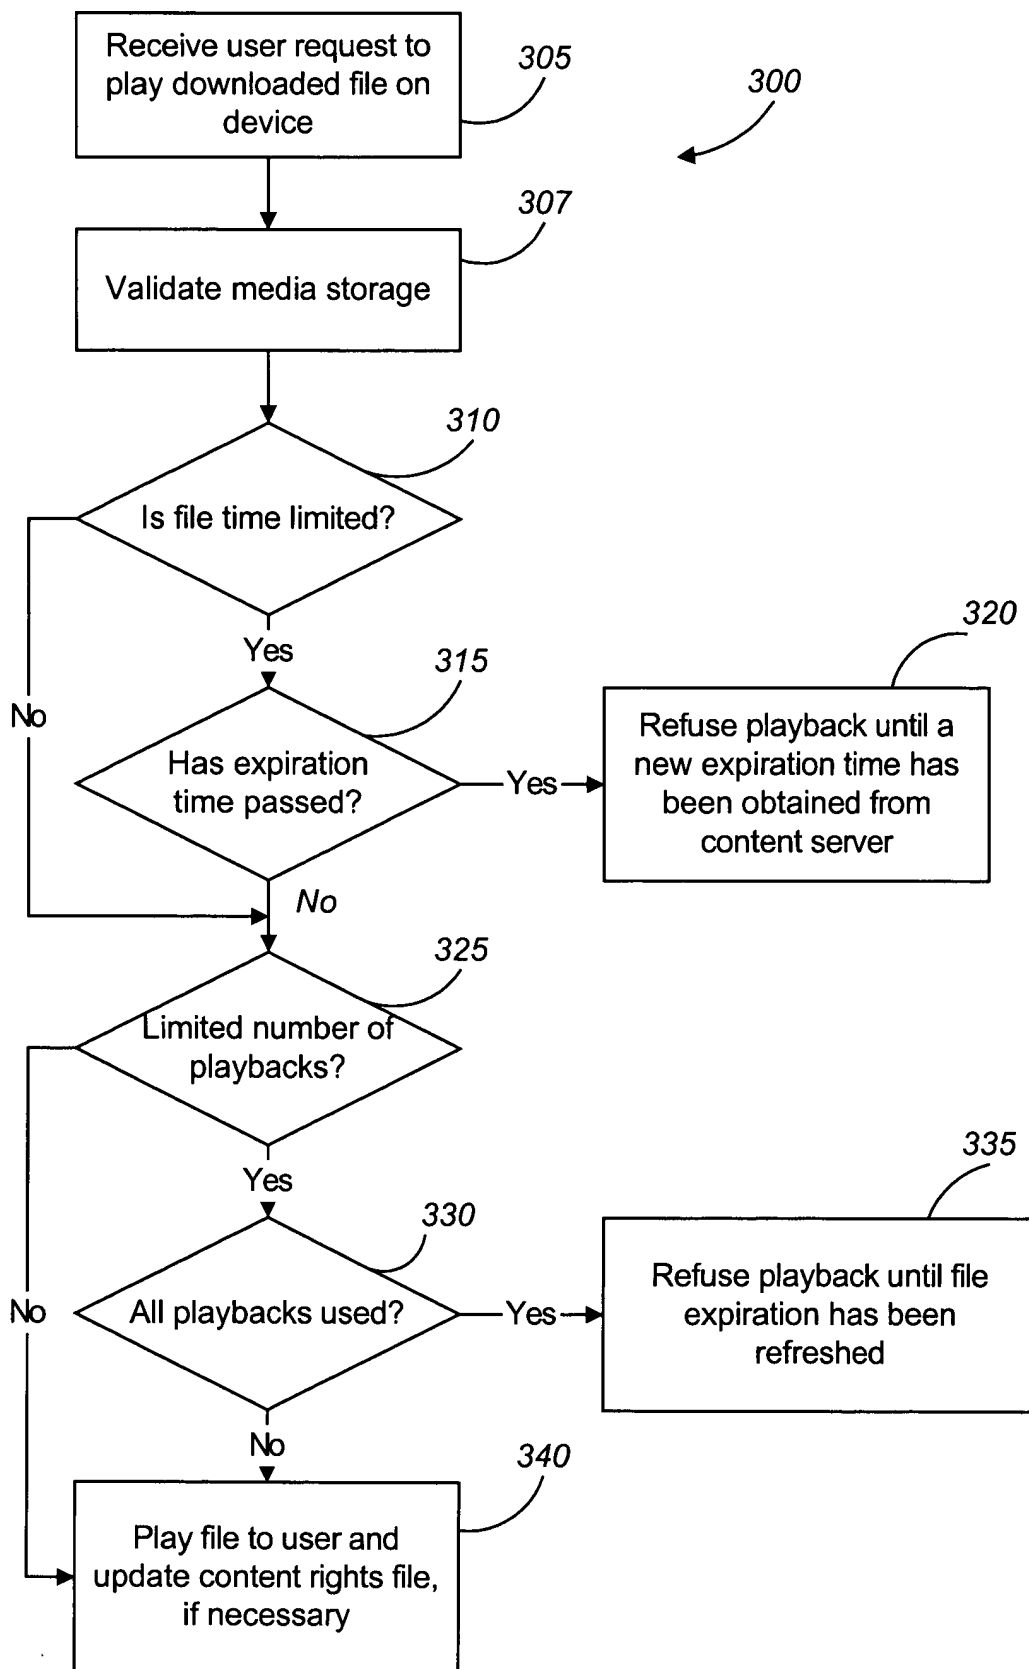 Receive user request to
play downloaded file on
device
305
300
307
Validate media storage
310
Is file time limited?
Yes
No
315
Has expiration
time passed?
Yes
320
Refuse playback until a
new expiration time has
been obtained from
content server
No
325
Limited number of
playbacks?
Yes
No
330
All playbacks used?
Yes
335
Refuse playback until file
expiration has been
refreshed
No
340
Play file to user and
update content rights file,
if necessary